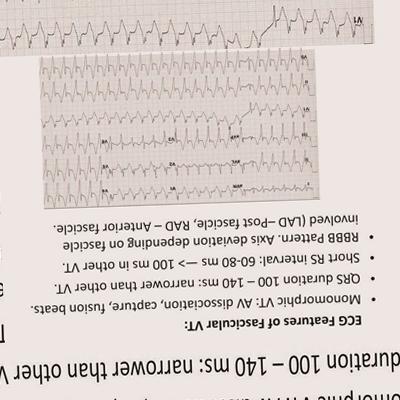 duration 100 – 140 ms: narrower than other V
ECG Features of Fascicular VT:
• Monomorphic VT: AV dissociation, capture, fusion beats.
• QRS duration 100 – 140 ms: narrower than other VT.
• Short RS interval: 60-80 ms —> 100 ms in other VT.
• RBBB Pattern. Axis deviation depending on fascicle
involved (LAD –Post fascicle, RAD – Anterior fascicle.
V1